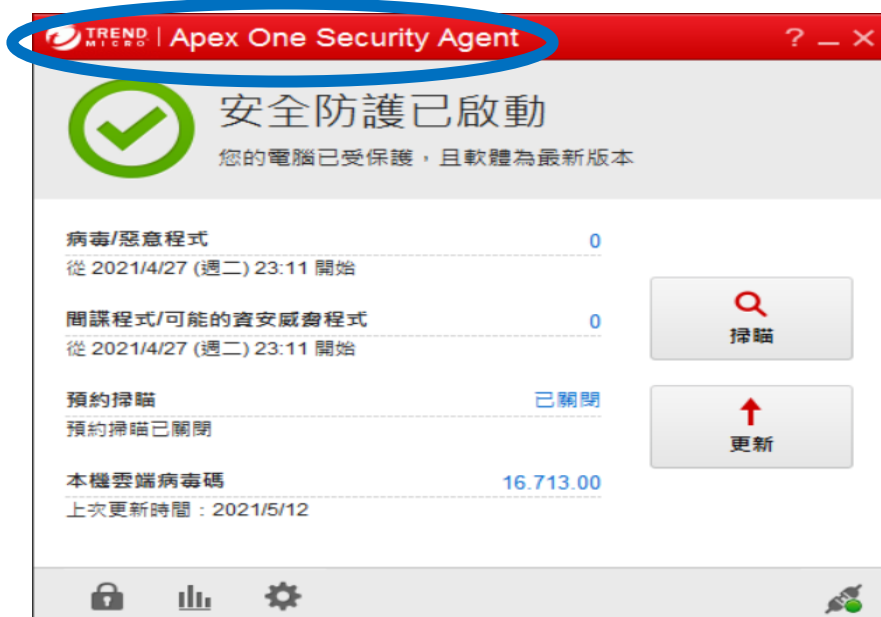 TREND MICRO | Apex One Security Agent ? _ ×
安全防護已啟動
您的電腦已受保護，且軟體為最新版本
病毒/惡意程式 0
從 2021/4/27 (週二) 23:11 開始
間諜程式/可能的資安威脅程式 0
從 2021/4/27 (週二) 23:11 開始
掃瞄
預約掃瞄 已關閉
預約掃瞄已關閉
更新
本機雲端病毒碼 16.713.00
上次更新時間：2021/5/12